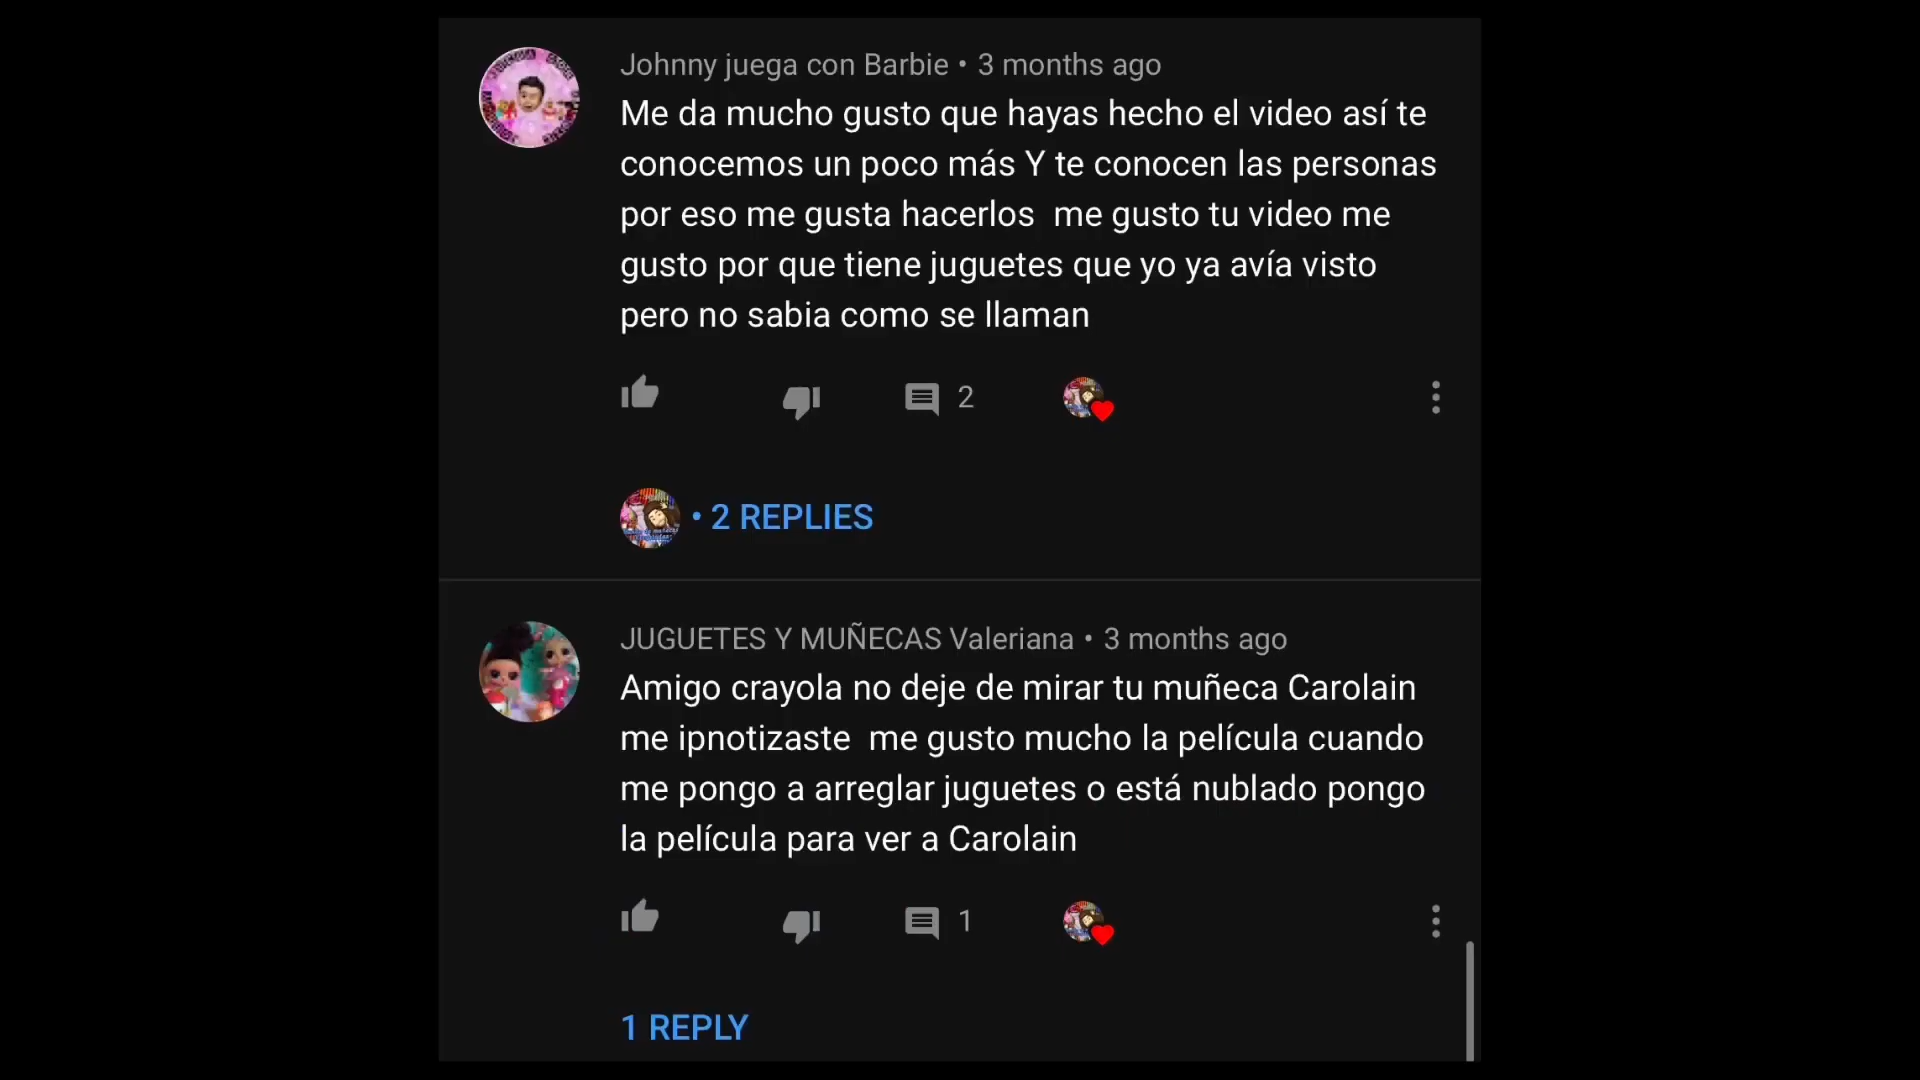 Johnny juega con Barbie • 3 months ago
Me da mucho gusto que hayas hecho el video así te
conocemos un poco más Y te conocen las personas
por eso me gusta hacerlos  me gusto tu video me
gusto por que tiene juguetes que yo ya avía visto
pero no sabia como se llaman
2
• 2 REPLIES
JUGUETES Y MUÑECAS Valeriana • 3 months ago
Amigo crayola no deje de mirar tu muñeca Carolain
me ipnotizaste  me gusto mucho la película cuando
me pongo a arreglar juguetes o está nublado pongo
la película para ver a Carolain
1
1 REPLY